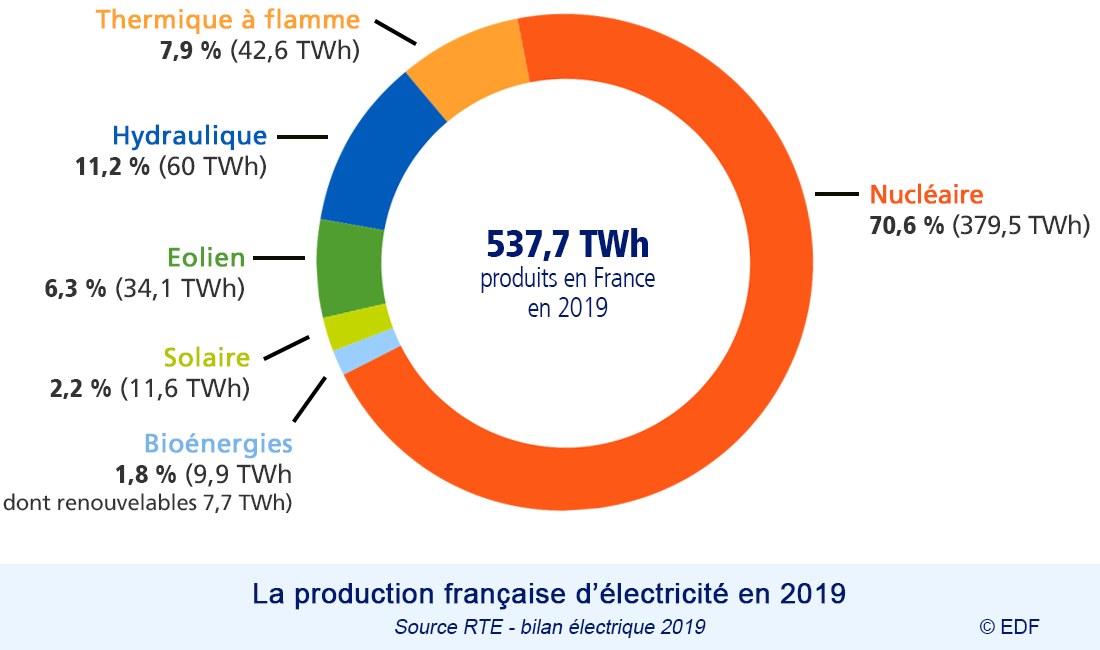 Thermique à flamme
7,9 % (42,6 TWh)
Hydraulique
11,2 % (60 TWh)
Nucléaire
70,6 % (379,5 TWh)
537,7 TWh
produits en France
en 2019
Eolien
6,3 % (34,1 TWh)
Solaire
2,2 % (11,6 TWh)
Bioénergies
1,8 % (9,9 TWh
dont renouvelables 7,7 TWh)
La production française d’électricité en 2019
Source RTE - bilan électrique 2019
© EDF